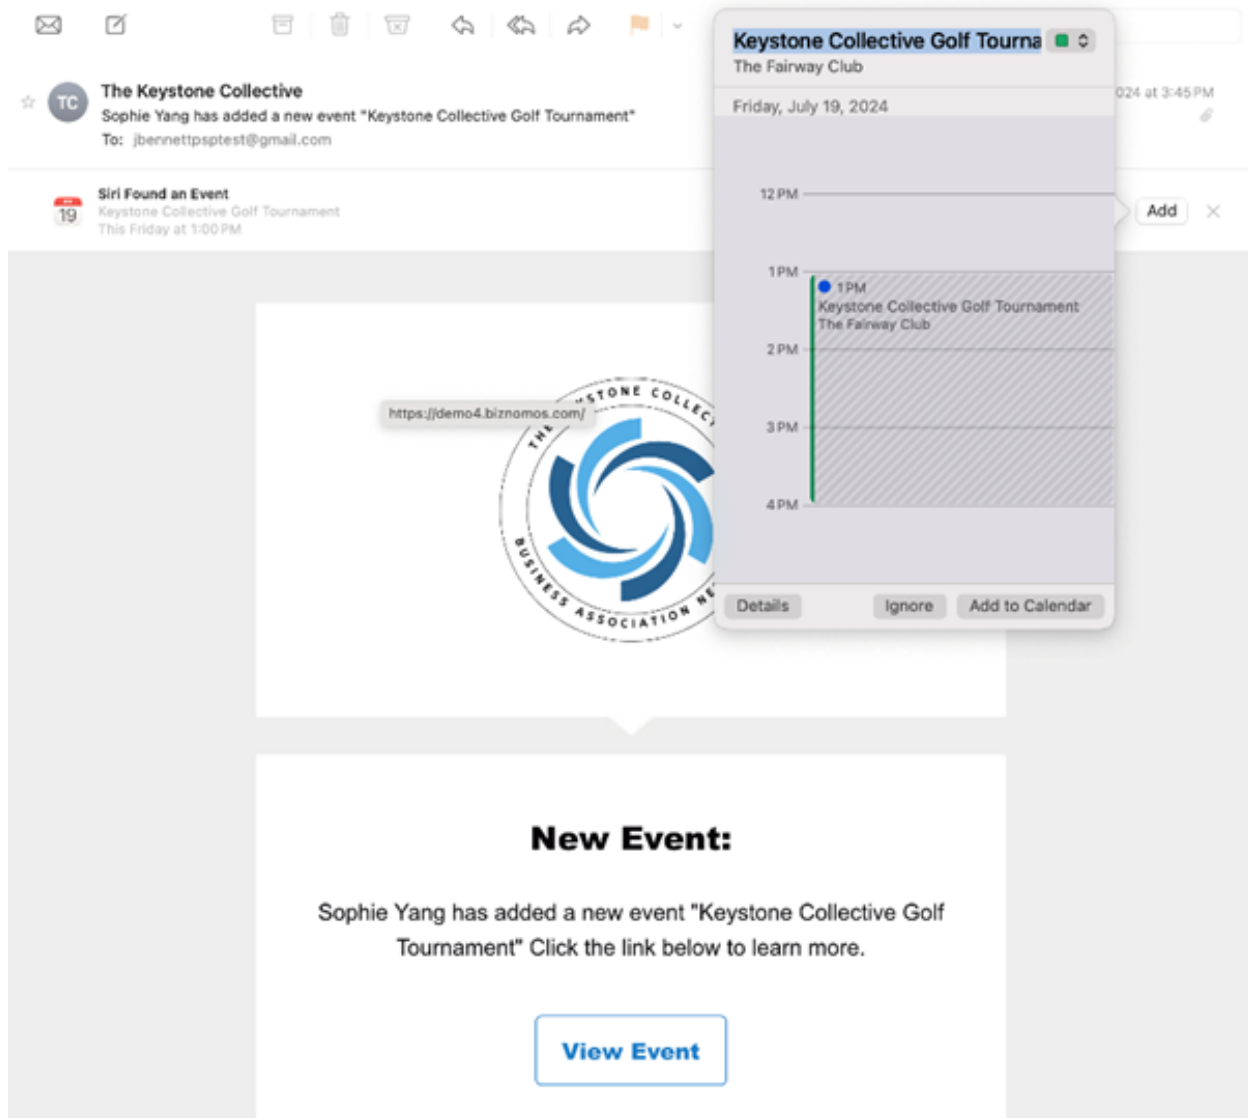 Keystone Collective Golf Tourna
The Fairway Club
Friday, July 19, 2024
TC
The Keystone Collective
Sophie Yang has added a new event "Keystone Collective Golf Tournament"
To: jbennettpsptest@gmail.com
024 at 3:45 PM
19
Siri Found an Event
Keystone Collective Golf Tournament
This Friday at 1:00 PM
Add
12 PM
1 PM
1 PM
Keystone Collective Golf Tournament
The Fairway Club
2 PM
3 PM
4 PM
Details
Ignore
Add to Calendar
https://demo4.biznomos.com/
THE
YSTONE COLLEC
BUSINESS ASSOCIATION NE
New Event:
Sophie Yang has added a new event "Keystone Collective Golf
Tournament" Click the link below to learn more.
View Event